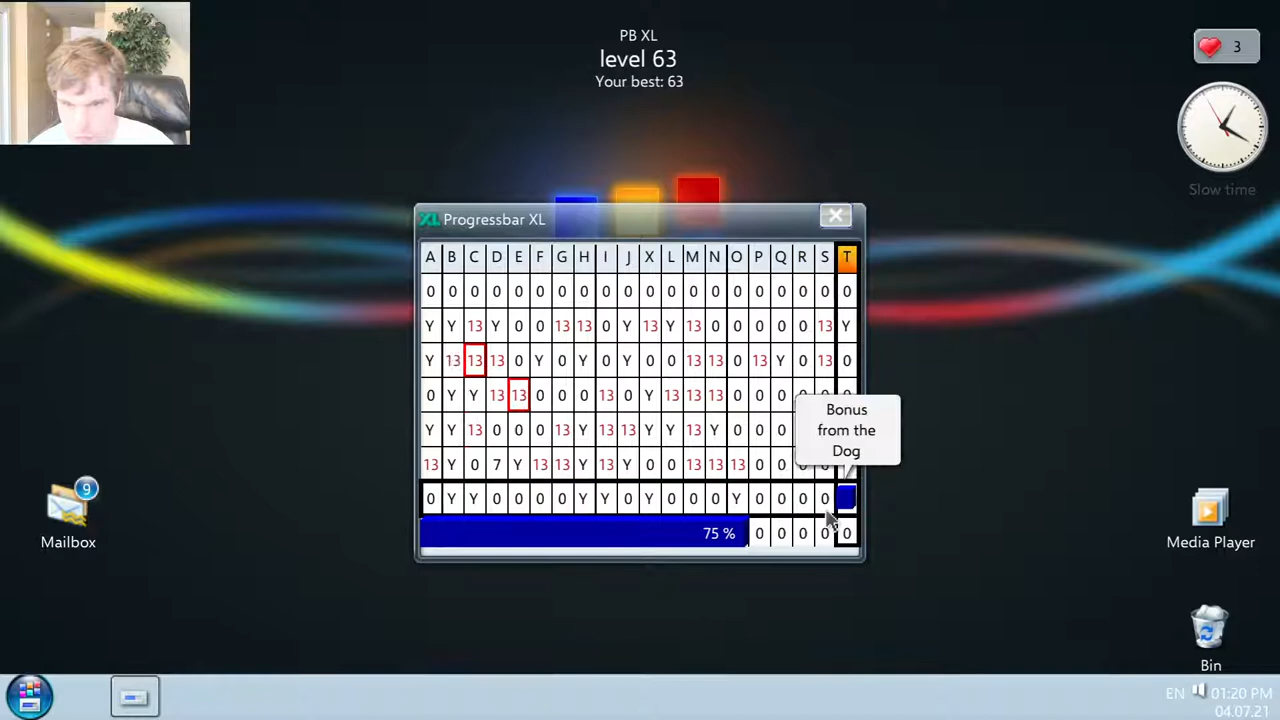 PB XL
level 63
Your best: 63
3
Slow time
XL Progressbar XL
A B C D E F G H I J X L M N O P Q R S T
0 0 0 0 0 0 0 0 0 0 0 0 0 0 0 0 0 0 0 0
Y Y 13 Y 0 0 13 13 0 Y 13 Y 13 0 0 0 0 0 13 Y
Y 13 13 13 0 Y 0 Y 0 Y 0 0 13 13 0 13 Y 0 13 0
0 Y Y 13 13 0 0 0 13 0 Y 13 13 13 0 0 0
Bonus
from the
Dog
Y Y 13 0 0 0 13 Y 13 13 Y Y 13 Y 0 0 0
13 Y 0 7 Y 13 13 Y 13 Y 0 0 13 13 13 0 0
0 Y Y 0 0 0 0 Y Y 0 Y 0 0 0 Y 0 0 0 0
75 % 0 0 0 0 0
9
Mailbox
Media Player
Bin
EN 01:20 PM
04.07.21